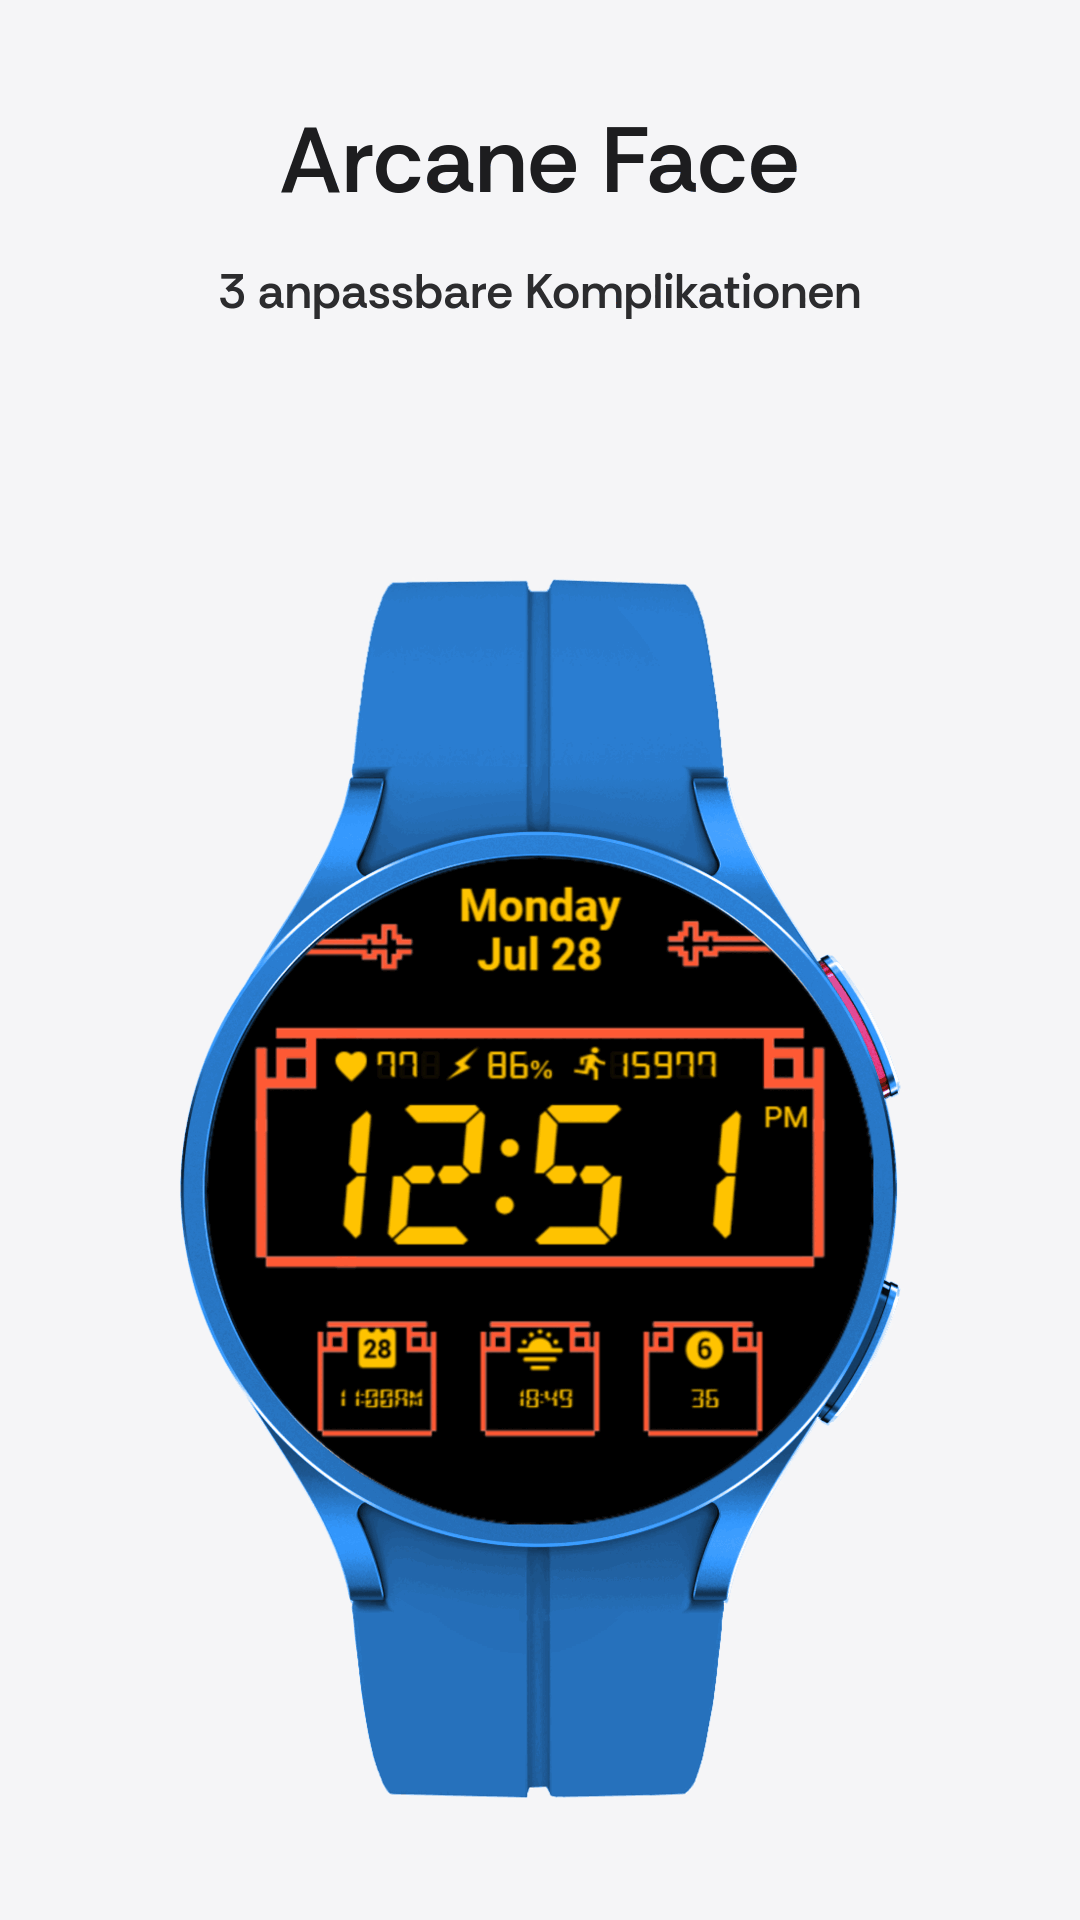 Arcane Face
3 anpassbare Komplikationen
Monday
Jul 28
77 86% 15977
PM
12:51
28 6
11:00AM 18:49 36